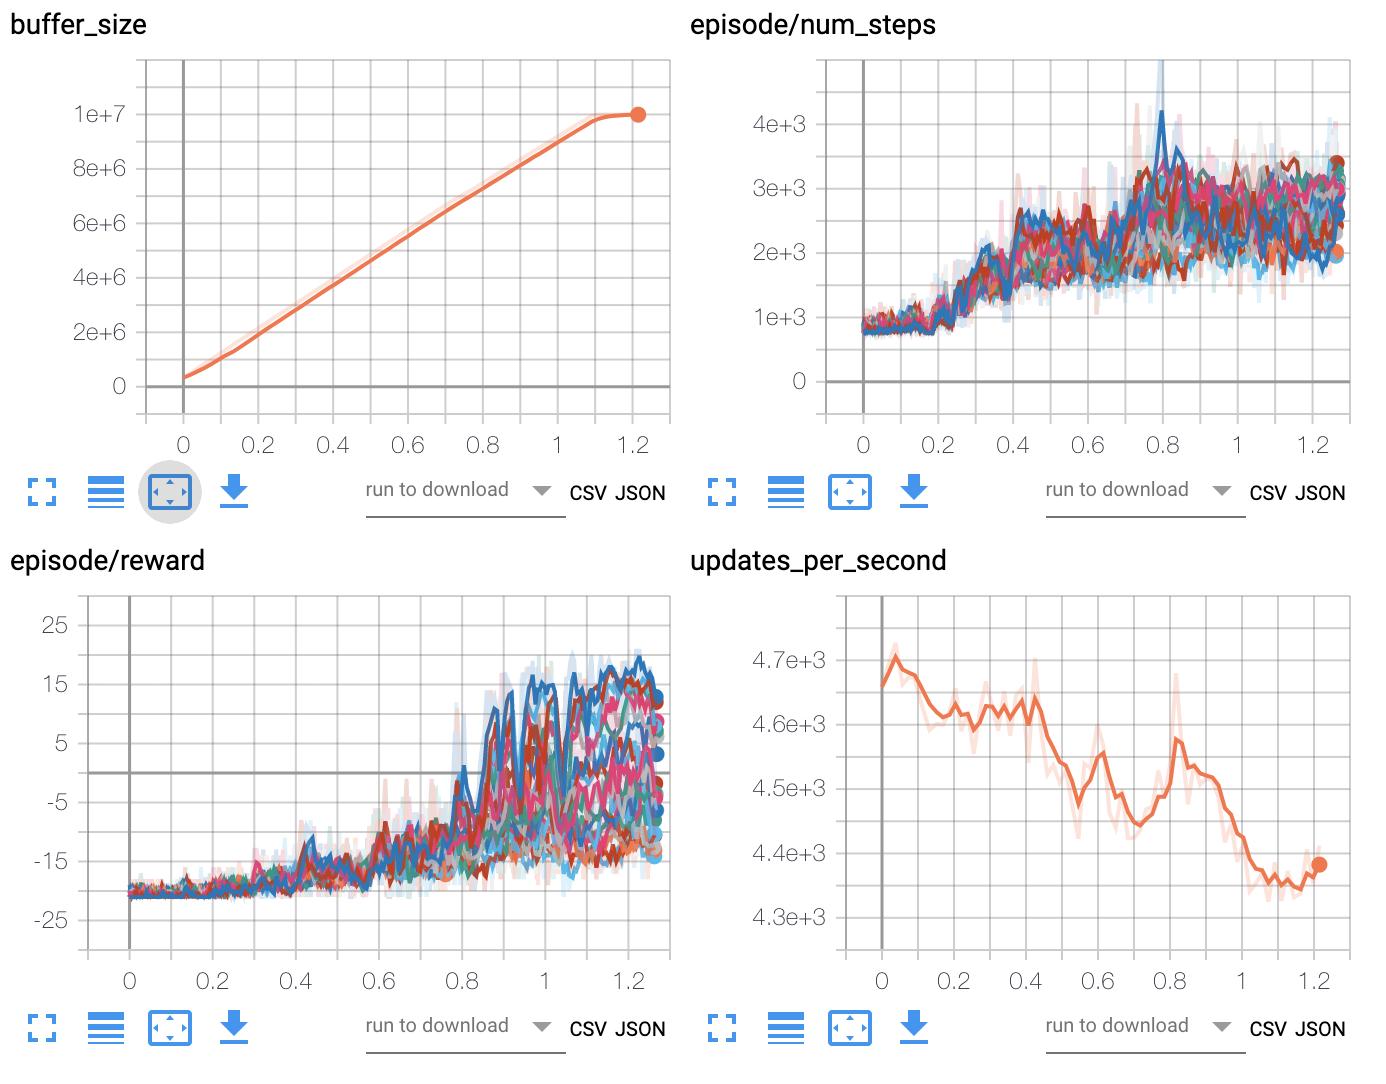 buffer_size
1e+7
8e+6
6e+6
4e+6
2e+6
0
0 0.2 0.4 0.6 0.8 1 1.2
run to download CSV JSON
episode/num_steps
4e+3
3e+3
2e+3
1e+3
0
0 0.2 0.4 0.6 0.8 1 1.2
run to download CSV JSON
episode/reward
25
15
5
-5
-15
-25
0 0.2 0.4 0.6 0.8 1 1.2
run to download CSV JSON
updates_per_second
4.7e+3
4.6e+3
4.5e+3
4.4e+3
4.3e+3
0 0.2 0.4 0.6 0.8 1 1.2
run to download CSV JSON